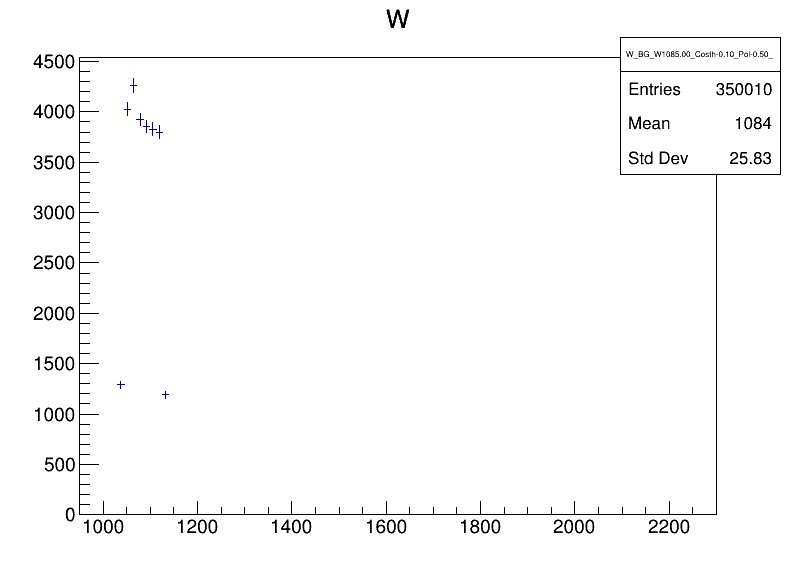 W
W_BG_W1085.00_Costh-0.10_Pol-0.50_
Entries 350010
Mean 1084
Std Dev 25.83
4500
4000
3500
3000
2500
2000
1500
1000
500
0
1000 1200 1400 1600 1800 2000 2200